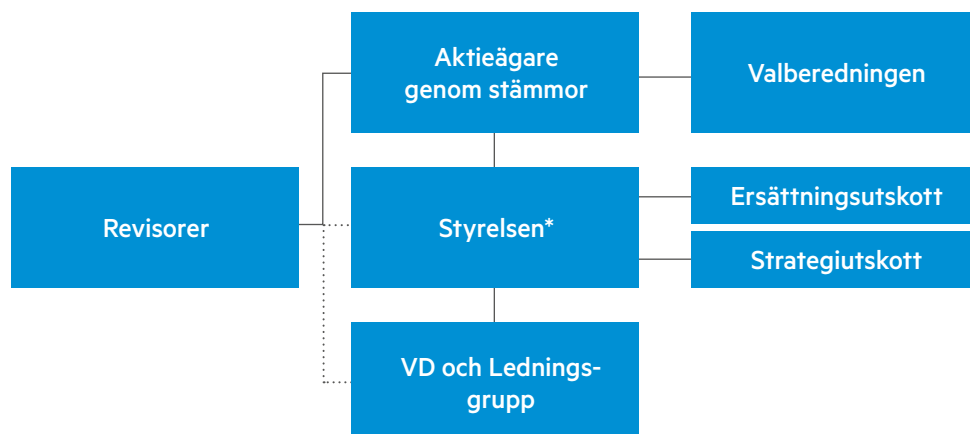 Aktieägare
genom stämmor
Valberedningen
Revisorer
Styrelsen*
Ersättningsutskott
Strategiutskott
VD och Lednings-
grupp